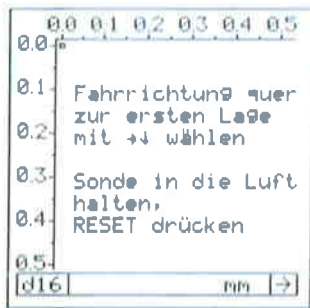 0.0 0.1 0.2 0.3 0.4 0.5
0.0
0.1
Fahrrichtung quer
zur ersten Lage
0.2
mit →↓ wählen
0.3
Sonde in die Luft
halten,
0.4
RESET drücken
0.5
d16 mm →